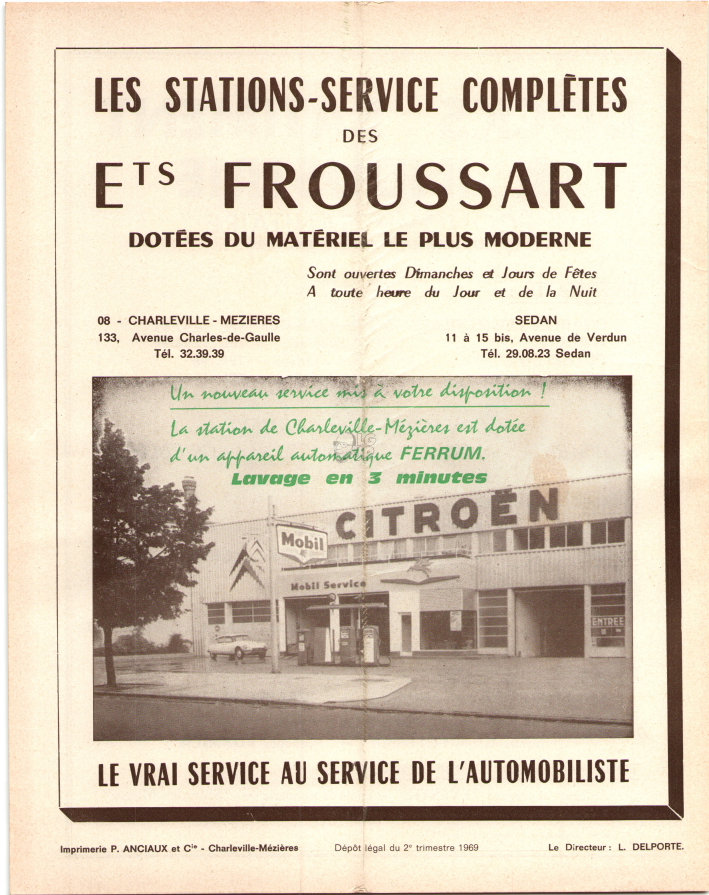 LES STATIONS-SERVICE COMPLÈTES
DES
ETS FROUSSART
DOTÉES DU MATÉRIEL LE PLUS MODERNE
Sont ouvertes Dimanches et Jours de Fêtes
A toute heure du Jour et de la Nuit
08 - CHARLEVILLE - MEZIERES
133, Avenue Charles-de-Gaulle
Tél. 32.39.39
SEDAN
11 à 15 bis, Avenue de Verdun
Tél. 29.08.23 Sedan
Un nouveau service mis à votre disposition !
La station de Charleville-Mézières est dotée
d'un appareil automatique FERRUM.
Lavage en 3 minutes
CITROËN
Mobil
Mobil Service
ENTREE
LE VRAI SERVICE AU SERVICE DE L'AUTOMOBILISTE
Imprimerie P. ANCIAUX et Cie - Charleville-Mézières
Dépôt légal du 2e trimestre 1969
Le Directeur : L. DELPORTE.